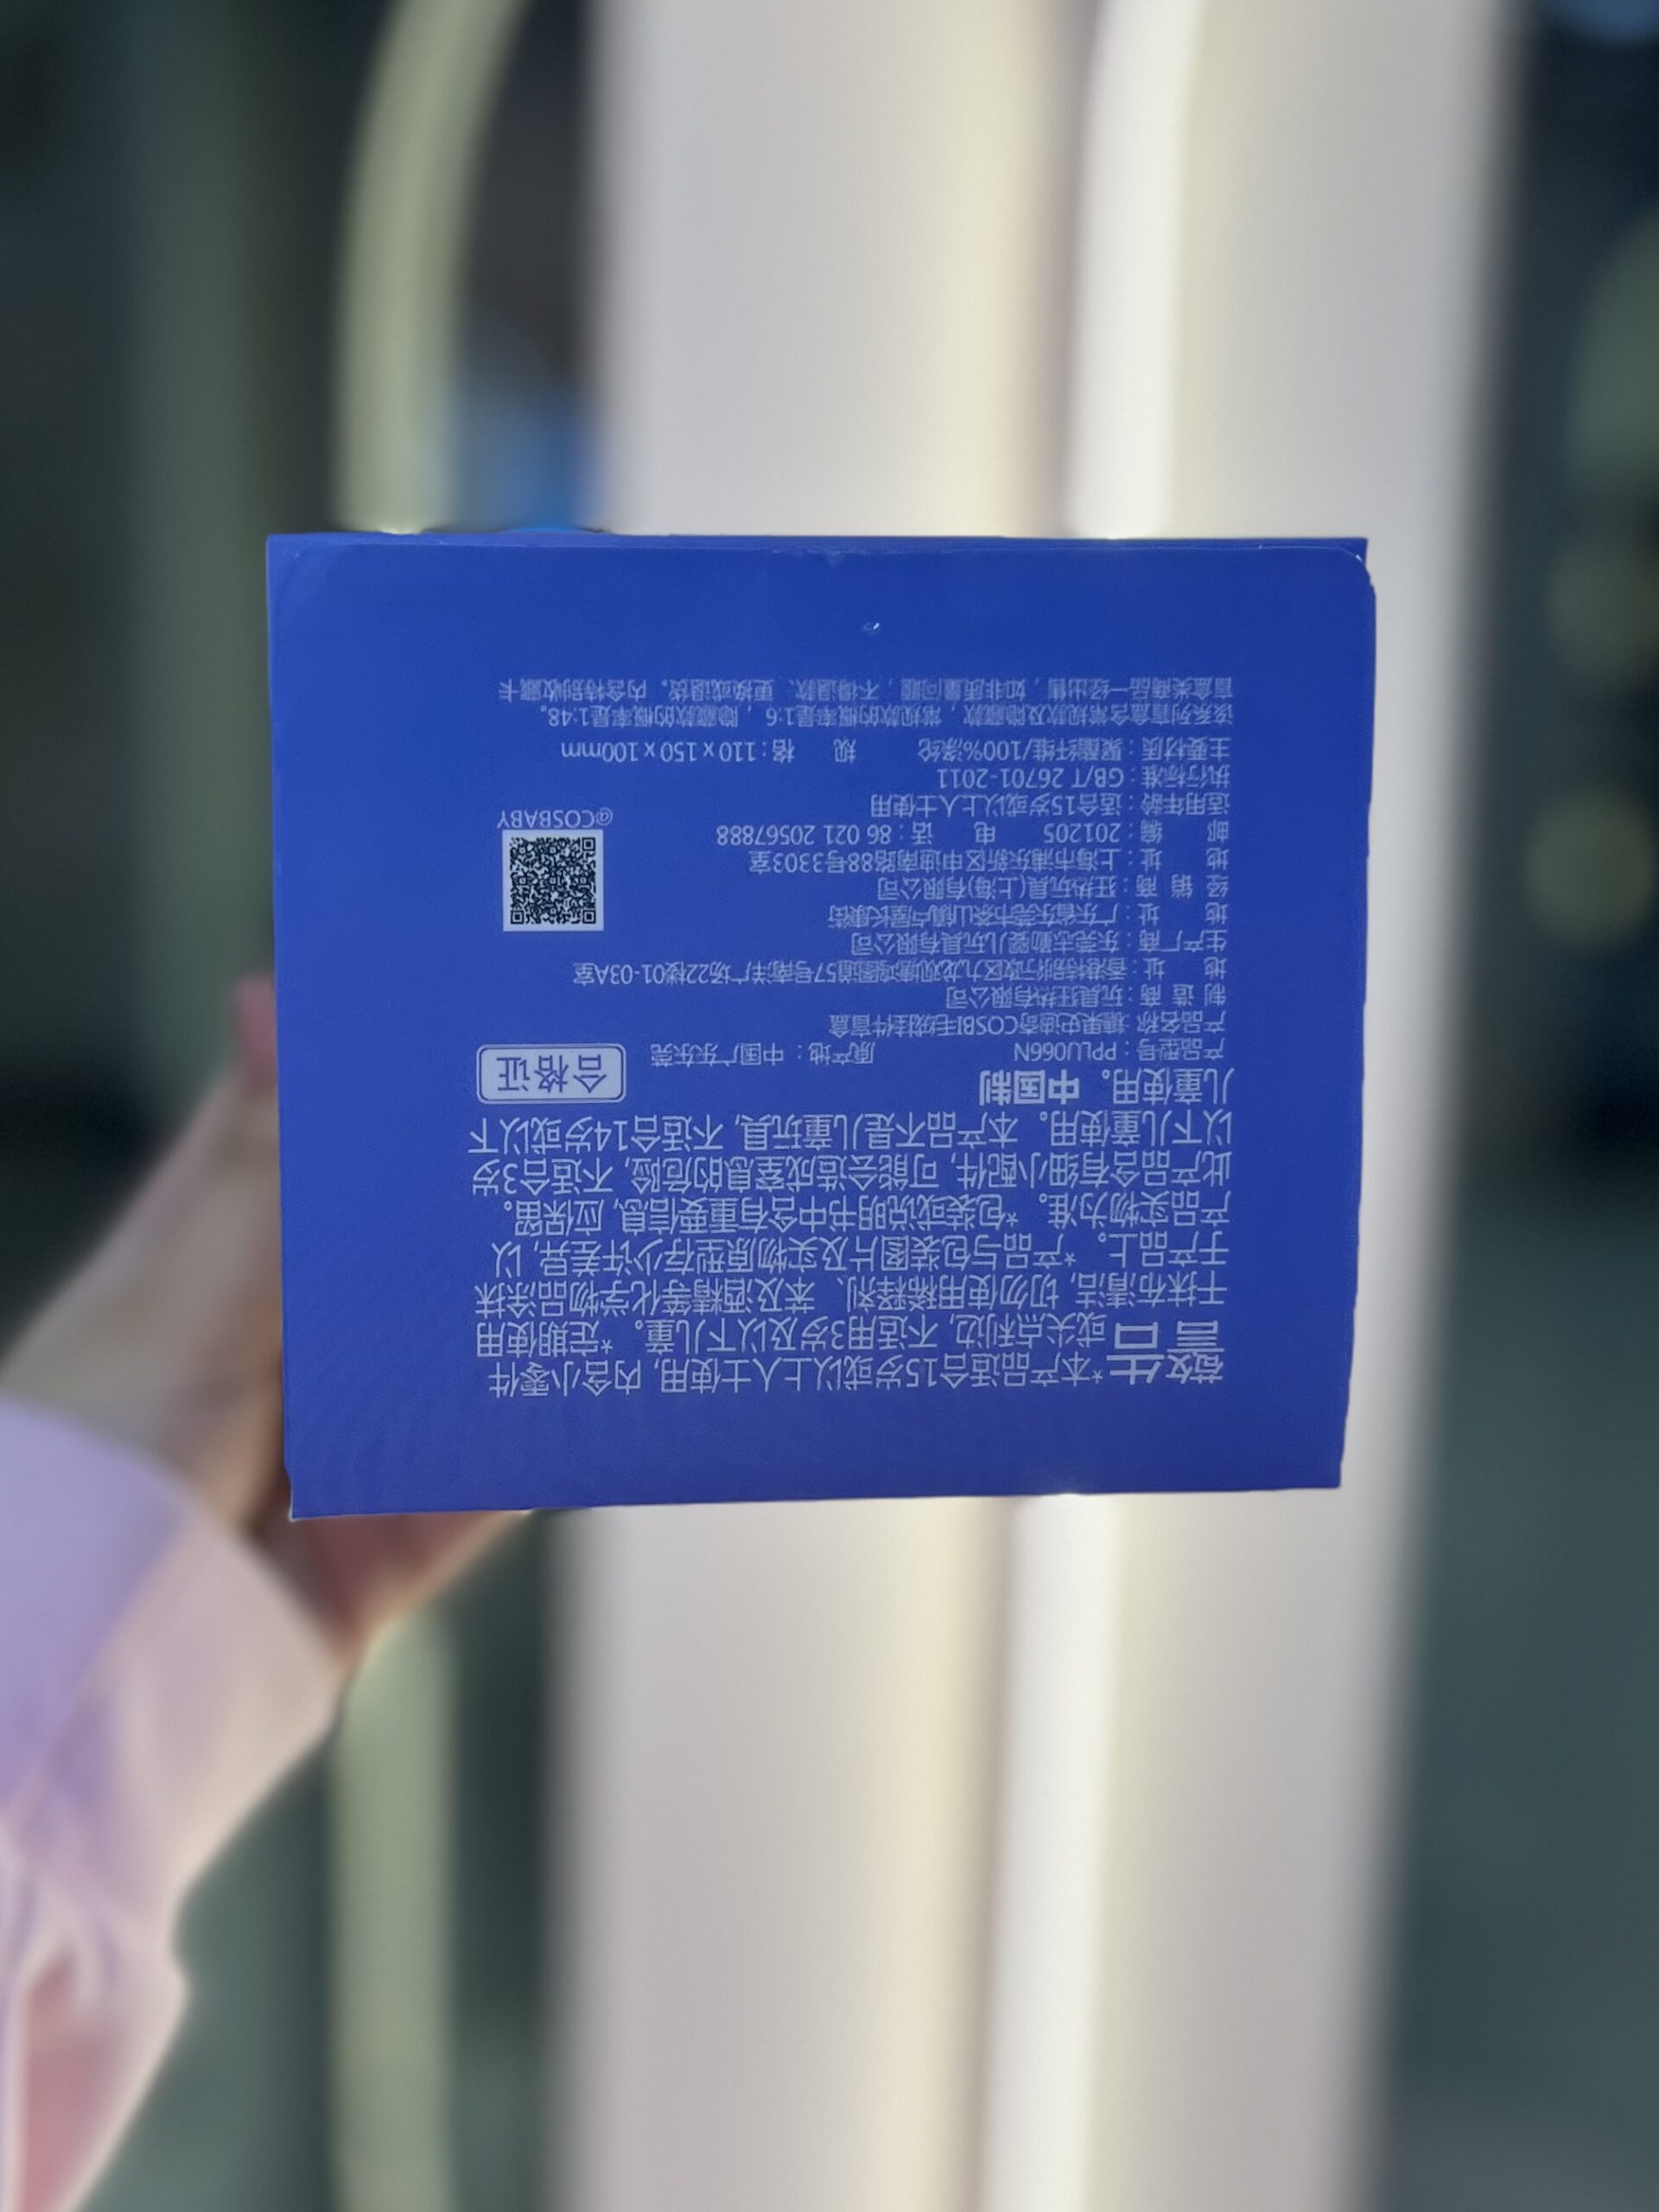 警告 *本产品适合15岁或以上人士使用, 内含小零件
或尖点利边, 不适用3岁及以下儿童。 *定期使用
干抹布清洁, 切勿使用稀释剂、苯及酒精等化学物品涂抹
于产品上。 *产品与包装图片及实物原型存少许差异, 以
产品实物为准。 *包装或说明书中含有重要信息, 应保留。
此产品含有细小配件, 可能会造成窒息的危险, 不适合3岁
以下儿童使用。 本产品不是儿童玩具, 不适合14岁或以下
儿童使用。 中国制
合格证
产品型号：PPLU066N 原产地：中国广东东莞
产品名称：糖果史迪奇COSBI毛绒挂件盲盒
制造商：玩具狂热有限公司
地址：香港特别行政区九龙观塘鸿图道57号南洋广场22楼01-03A室
生产厂商：东莞志勤婴儿玩具有限公司
地址：广东省东莞市茶山镇卢屋长康街
经销商：狂热玩具(上海)有限公司
地址：上海市浦东新区申迪南路88号3303室
邮编：201205 电话：86 021 20567888
适用年龄：适合15岁或以上人士使用
执行标准：GB/T 26701-2011
主要材质：聚酯纤维/100%涤纶 规格：110 x 150 x 100mm
该系列盲盒含常规款及隐藏款，常规款的概率是1:6，隐藏款的概率是1:48。
盲盒类商品一经出售，如非质量问题，不得退款、更换或退货。内含特别收藏卡
@COSBABY